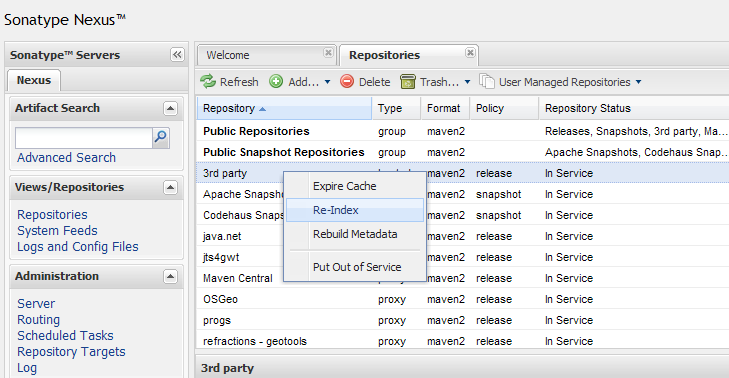 Sonatype Nexus™
Sonatype™ Servers
Nexus
Artifact Search
Advanced Search
Views/Repositories
Repositories
System Feeds
Logs and Config Files
Administration
Server
Routing
Scheduled Tasks
Repository Targets
Log
Welcome
Repositories
Refresh Add... Delete Trash... User Managed Repositories
Repository Type Format Policy Repository Status
Public Repositories group maven2 Releases, Snapshots, 3rd party, Ma...
Public Snapshot Repositories group maven2 Apache Snapshots, Codehaus Snap...
3rd party maven2 release In Service
Apache Snapsh maven2 snapshot In Service
Codehaus Snap maven2 snapshot In Service
java.net maven2 release In Service
jts4gwt maven2 release In Service
Maven Central maven2 release In Service
OSGeo proxy maven2 release In Service
progs proxy maven2 release In Service
refractions - geotools proxy maven2 release In Service
Expire Cache
Re-Index
Rebuild Metadata
Put Out of Service
3rd party